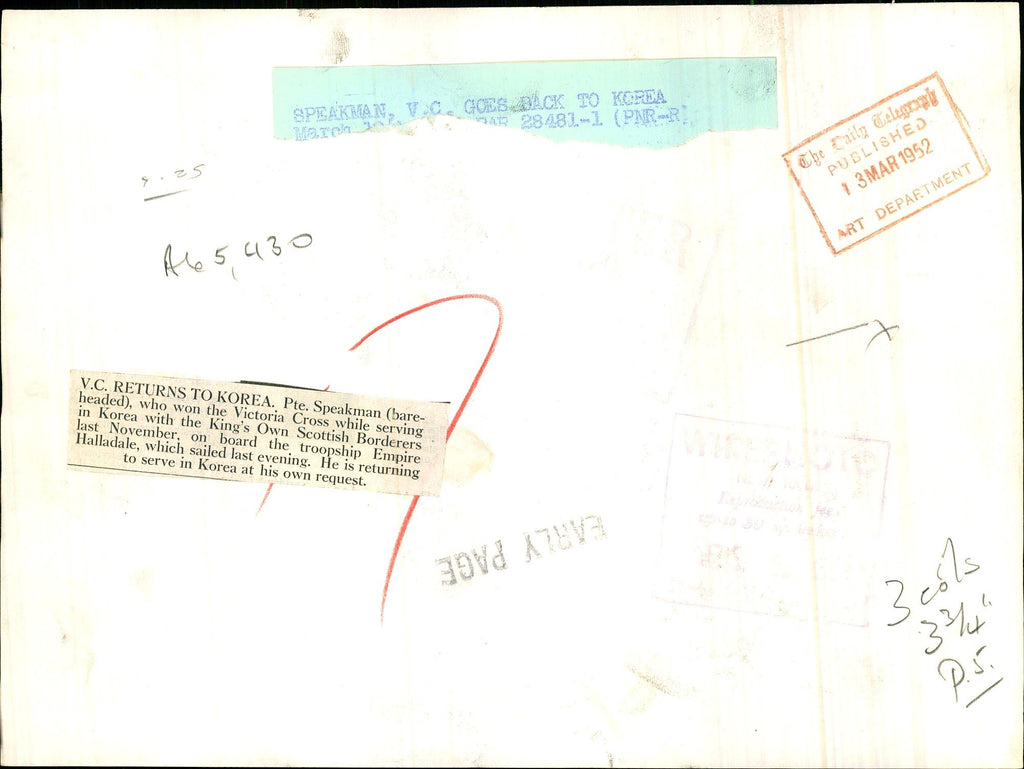 SPEAKMAN, V.C. GOES BACK TO KOREA
March 28481-1 (PNR-R)
The Daily Telegraph
PUBLISHED
13 MAR 1952
ART DEPARTMENT
A65,430
V.C. RETURNS TO KOREA. Pte. Speakman (bare-
headed), who won the Victoria Cross while serving
in Korea with the King's Own Scottish Borderers
last November, on board the troopship Empire
Halladale, which sailed last evening. He is returning
to serve in Korea at his own request.
EARLY PAGE
3 cols
3 3/4"
P.5.